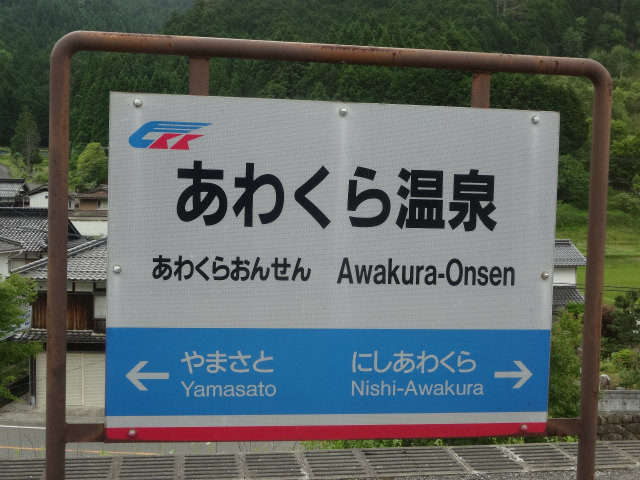 あわくら温泉
あわくらおんせん Awakura-Onsen
← やまさと にしあわくら →
Yamasato Nishi-Awakura